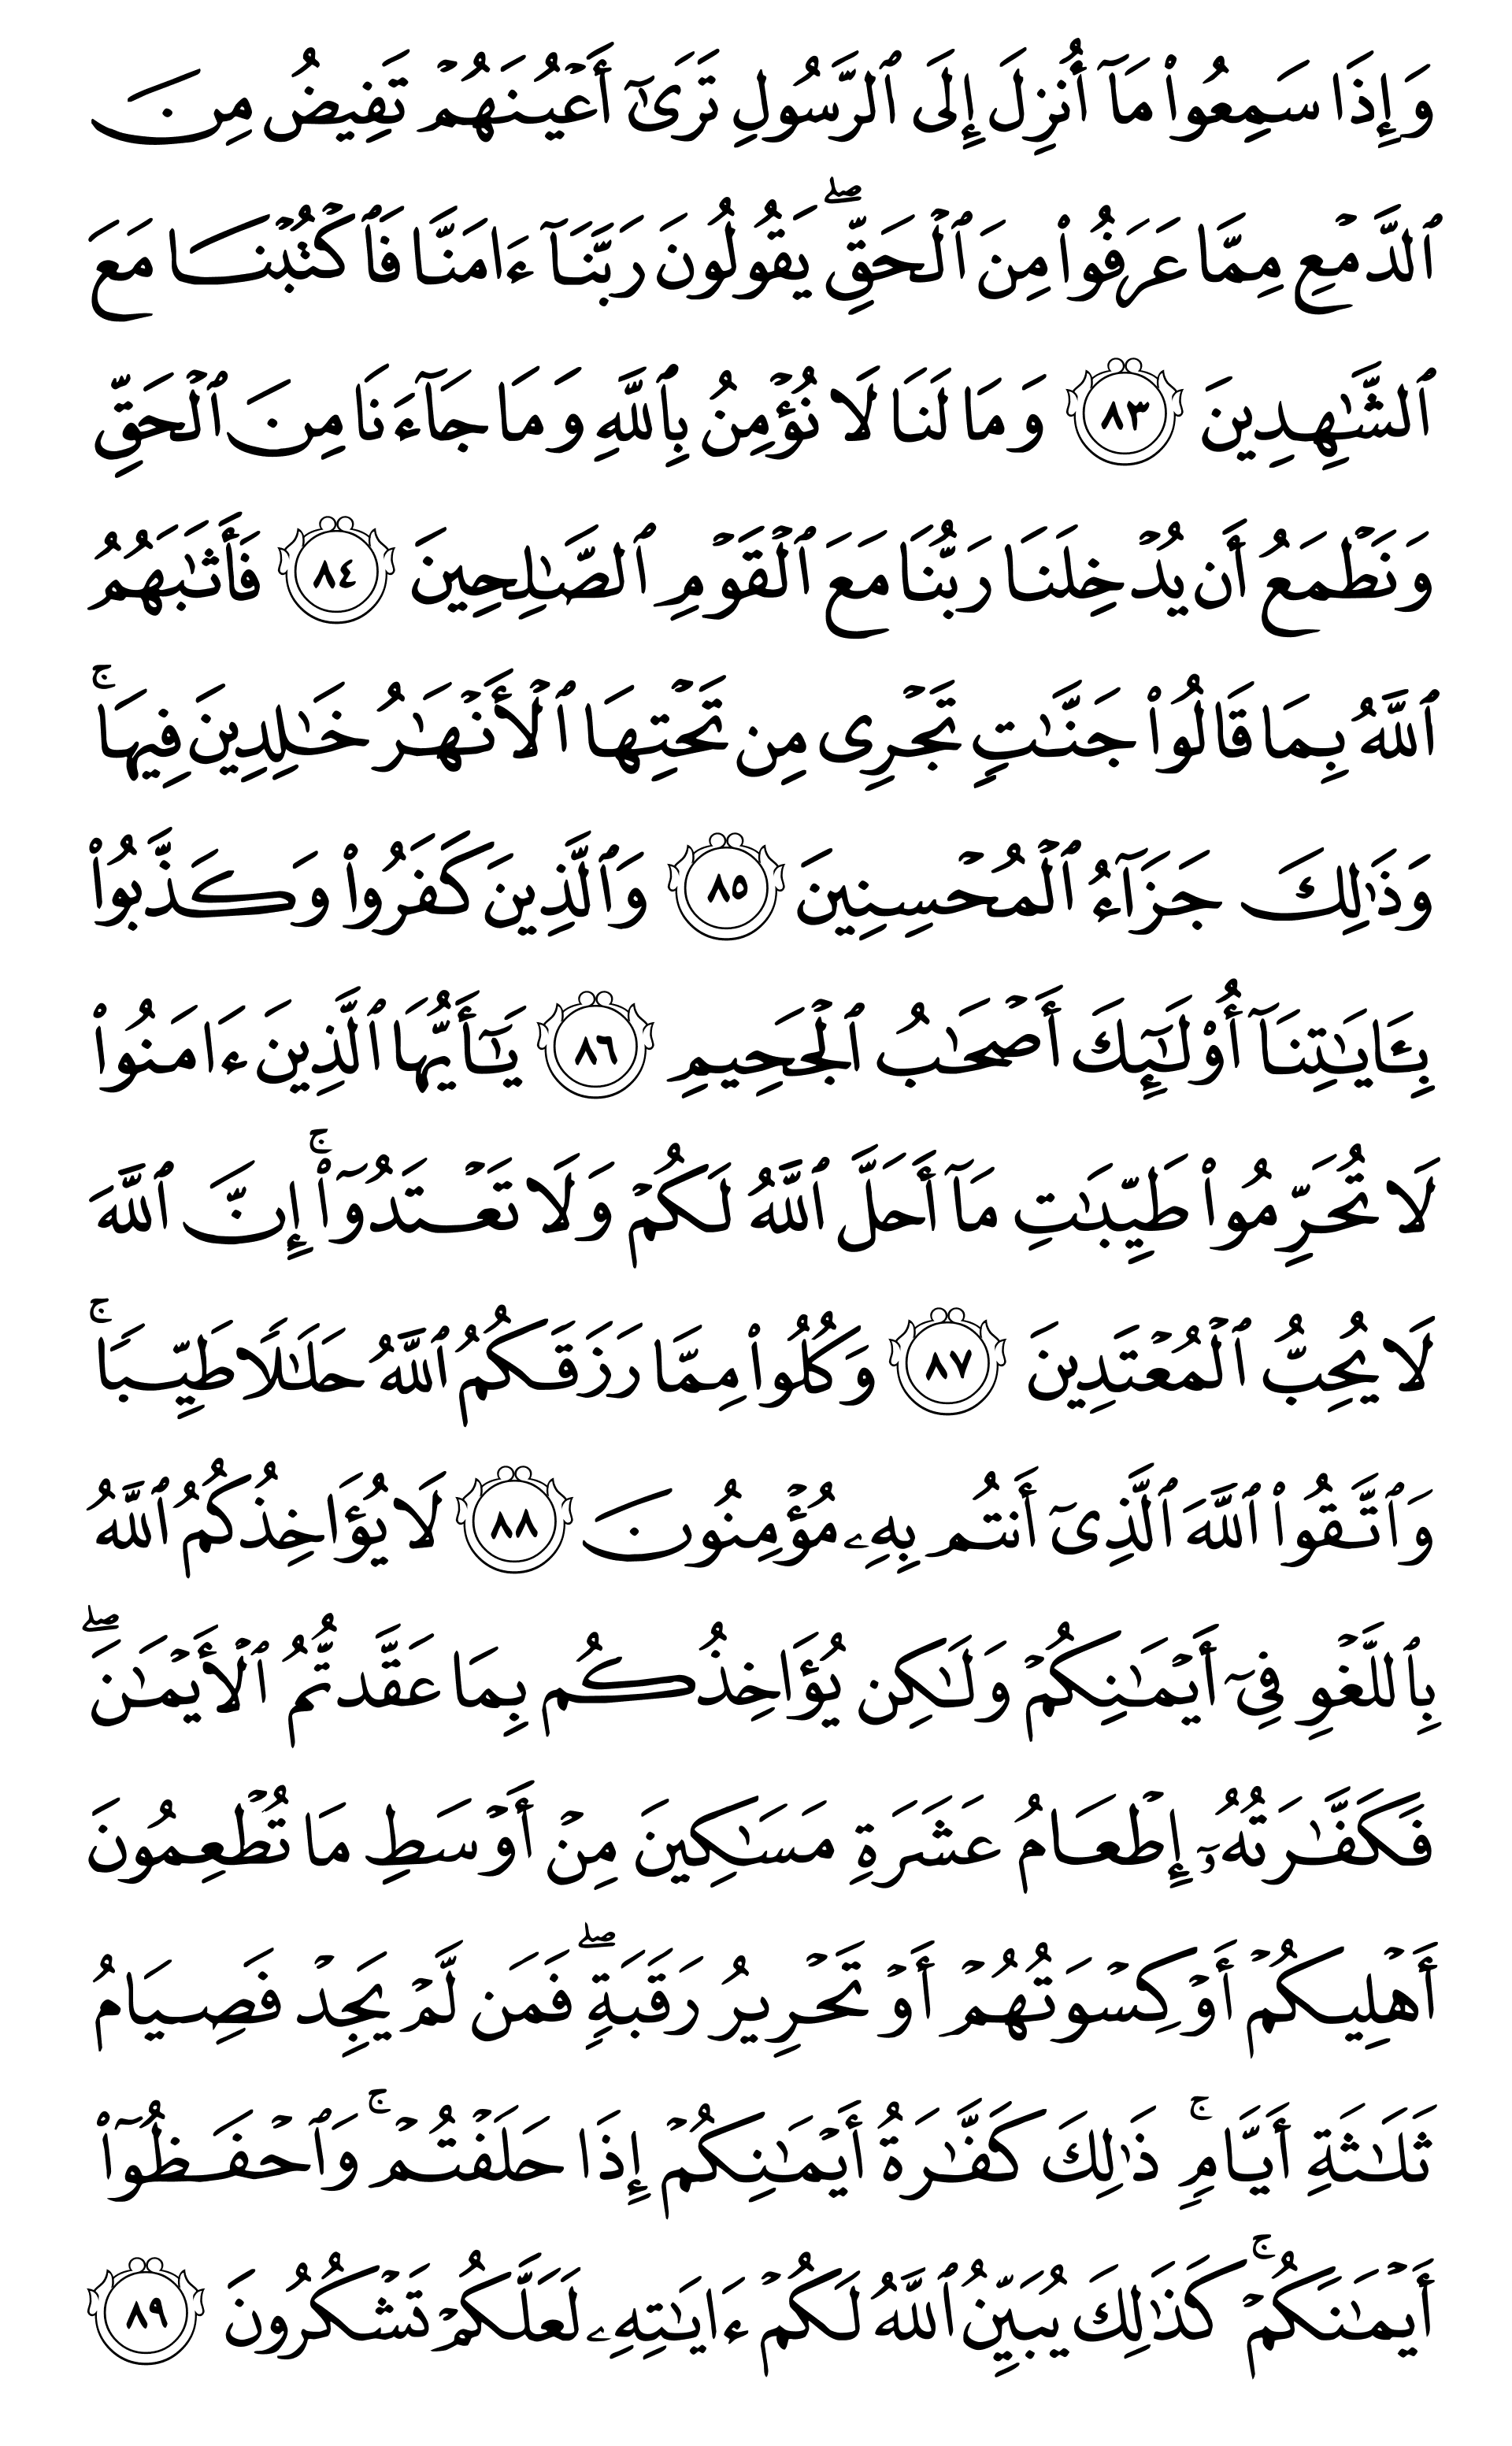 وَإِذَا سَمِعُوا۟ مَآ أُنزِلَ إِلَى ٱلرَّسُولِ تَرَىٰٓ أَعْيُنَهُمْ تَفِيضُ مِنَ
ٱلدَّمْعِ مِمَّا عَرَفُوا۟ مِنَ ٱلْحَقِّ ۖ يَقُولُونَ رَبَّنَآ ءَامَنَّا فَٱكْتُبْنَا مَعَ
ٱلشَّٰهِدِينَ ٨٣ وَمَا لَنَا لَا نُؤْمِنُ بِٱللَّهِ وَمَا جَآءَنَا مِنَ ٱلْحَقِّ
وَنَطْمَعُ أَن يُدْخِلَنَا رَبُّنَا مَعَ ٱلْقَوْمِ ٱلصَّٰلِحِينَ ٨٤ فَأَثَٰبَهُمُ
ٱللَّهُ بِمَا قَالُوا۟ جَنَّٰتٍ تَجْرِى مِن تَحْتِهَا ٱلْأَنْهَٰرُ خَٰلِدِينَ فِيهَا ۚ
وَذَٰلِكَ جَزَآءُ ٱلْمُحْسِنِينَ ٨٥ وَٱلَّذِينَ كَفَرُوا۟ وَكَذَّبُوا۟
بِـَٔايَٰتِنَآ أُو۟لَٰٓئِكَ أَصْحَٰبُ ٱلْجَحِيمِ ٨٦ يَٰٓأَيُّهَا ٱلَّذِينَ ءَامَنُوا۟
لَا تُحَرِّمُوا۟ طَيِّبَٰتِ مَآ أَحَلَّ ٱللَّهُ لَكُمْ وَلَا تَعْتَدُوٓا۟ ۚ إِنَّ ٱللَّهَ
لَا يُحِبُّ ٱلْمُعْتَدِينَ ٨٧ وَكُلُوا۟ مِمَّا رَزَقَكُمُ ٱللَّهُ حَلَٰلًا طَيِّبًا ۚ
وَٱتَّقُوا۟ ٱللَّهَ ٱلَّذِىٓ أَنتُم بِهِۦ مُؤْمِنُونَ ٨٨ لَا يُؤَاخِذُكُمُ ٱللَّهُ
بِٱللَّغْوِ فِىٓ أَيْمَٰنِكُمْ وَلَٰكِن يُؤَاخِذُكُم بِمَا عَقَّدتُّمُ ٱلْأَيْمَٰنَ ۖ
فَكَفَّٰرَتُهُۥٓ إِطْعَامُ عَشَرَةِ مَسَٰكِينَ مِنْ أَوْسَطِ مَا تُطْعِمُونَ
أَهْلِيكُمْ أَوْ كِسْوَتُهُمْ أَوْ تَحْرِيرُ رَقَبَةٍ ۖ فَمَن لَّمْ يَجِدْ فَصِيَامُ
ثَلَٰثَةِ أَيَّامٍ ۚ ذَٰلِكَ كَفَّٰرَةُ أَيْمَٰنِكُمْ إِذَا حَلَفْتُمْ ۚ وَٱحْفَظُوٓا۟
أَيْمَٰنَكُمْ ۚ كَذَٰلِكَ يُبَيِّنُ ٱللَّهُ لَكُمْ ءَايَٰتِهِۦ لَعَلَّكُمْ تَشْكُرُونَ ٨٩